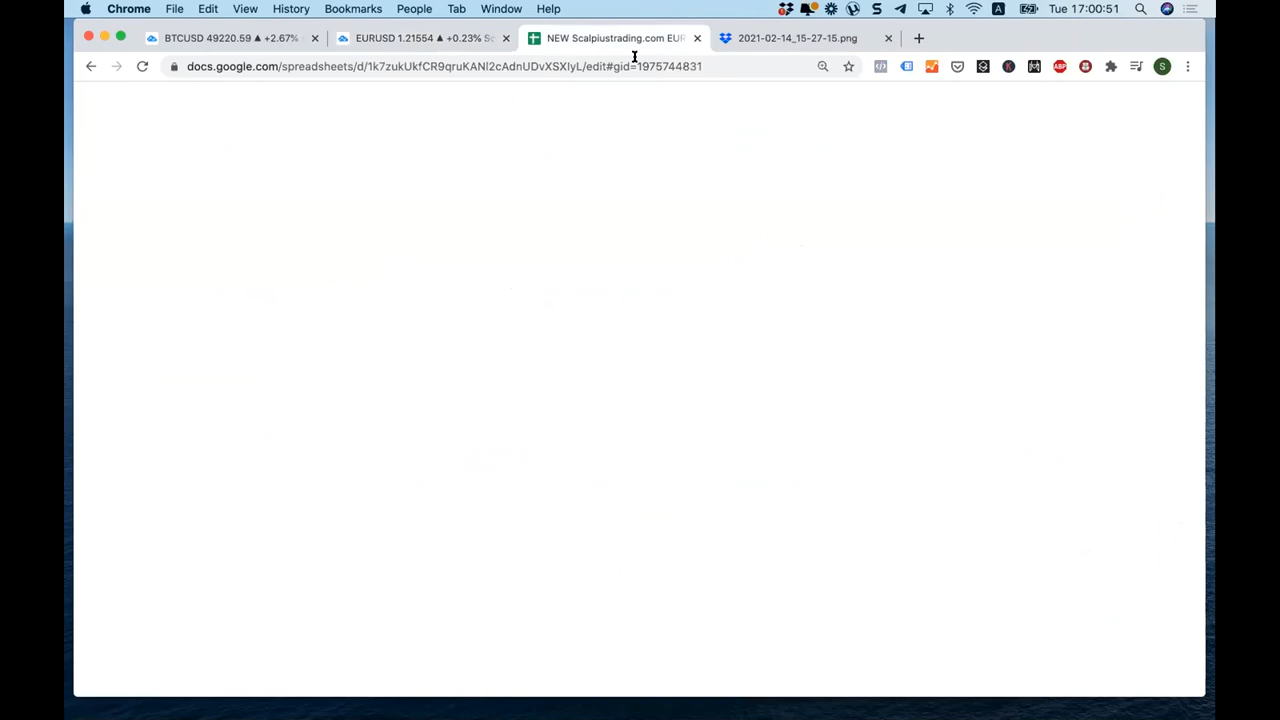 Chrome File Edit View History Bookmarks People Tab Window Help Tue 17:00:51
BTCUSD 49220.59 ▲ +2.67% EURUSD 1.21554 ▲ +0.23% Sc NEW Scalpiustrading.com EUR 2021-02-14_15-27-15.png
docs.google.com/spreadsheets/d/1k7zukUkfCR9qruKANl2cAdnUDvXSXIyL/edit#gid=1975744831